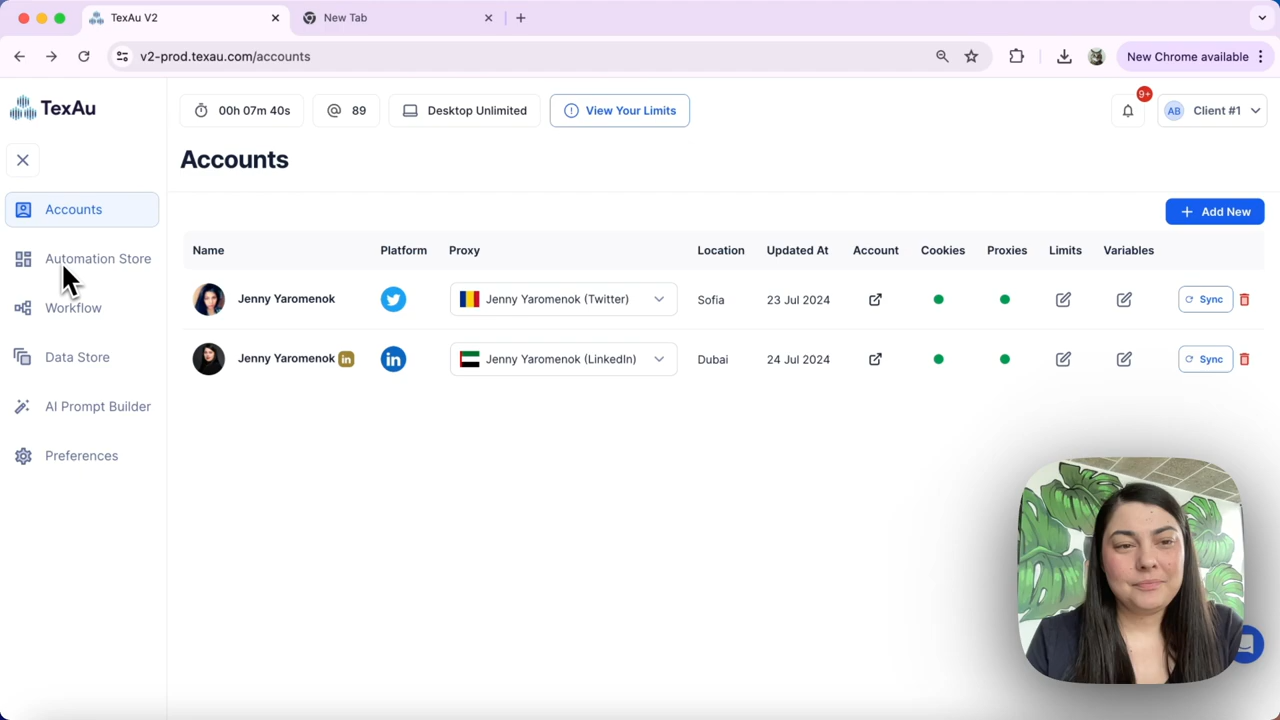 TexAu V2
New Tab
v2-prod.texau.com/accounts
New Chrome available
TexAu
00h 07m 40s
89
Desktop Unlimited
View Your Limits
9+
AB
Client #1
Accounts
Accounts
Automation Store
Workflow
Data Store
AI Prompt Builder
Preferences
Add New
Name Platform Proxy Location Updated At Account Cookies Proxies Limits Variables
Jenny Yaromenok Jenny Yaromenok (Twitter) Sofia 23 Jul 2024 Sync
Jenny Yaromenok in in Jenny Yaromenok (LinkedIn) Dubai 24 Jul 2024 Sync